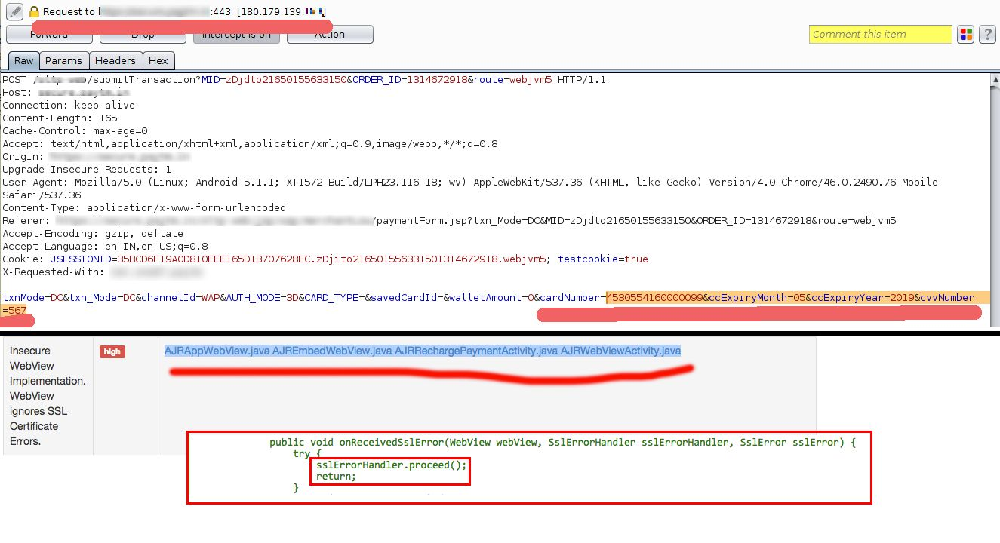 Request to
:443 [180.179.139.
Forward Drop Intercept is on Action
Comment this item
?
Raw Params Headers Hex
POST /submitTransaction?MID=zDjdto21650155633150&ORDER_ID=1314672918&route=webjvm5 HTTP/1.1
Host:
Connection: keep-alive
Content-Length: 165
Cache-Control: max-age=0
Accept: text/html,application/xhtml+xml,application/xml;q=0.9,image/webp,*/*;q=0.8
Origin:
Upgrade-Insecure-Requests: 1
User-Agent: Mozilla/5.0 (Linux; Android 5.1.1; XT1572 Build/LPH23.116-18; wv) AppleWebKit/537.36 (KHTML, like Gecko) Version/4.0 Chrome/46.0.2490.76 Mobile
Safari/537.36
Content-Type: application/x-www-form-urlencoded
Referer: /paymentForm.jsp?txn_Mode=DC&MID=zDjdto21650155633150&ORDER_ID=1314672918&route=webjvm5
Accept-Encoding: gzip, deflate
Accept-Language: en-IN,en-US;q=0.8
Cookie: JSESSIONID=35BCD6F19A0D810EEE165D1B707628EC.zDjito216501556331501314672918.webjvm5; testcookie=true
X-Requested-With:
txnMode=DC&txn_Mode=DC&channelId=WAP&AUTH_MODE=3D&CARD_TYPE=&savedCardId=&walletAmount=0&cardNumber=4530554160000099&ccExpiryMonth=05&ccExpiryYear=2019&cvvNumber
=567
Insecure
WebView
Implementation.
WebView
ignores SSL
Certificate
Errors.
high
AJRAppWebView.java AJREmbedWebView.java AJRRechargePaymentActivity.java AJRWebViewActivity.java
public void onReceivedSslError(WebView webView, SslErrorHandler sslErrorHandler, SslError sslError) {
try {
sslErrorHandler.proceed();
return;
}